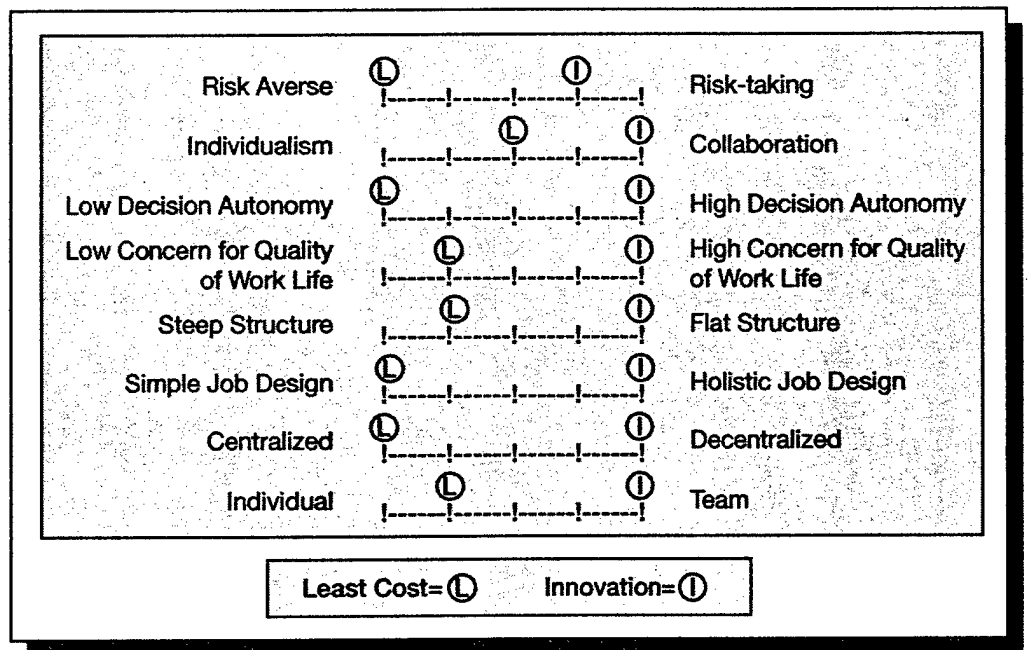 L I
Risk Averse !----!----!----!----! Risk-taking
L I
Individualism !----!----!----!----! Collaboration
L I
Low Decision Autonomy !----!----!----!----! High Decision Autonomy
Low Concern for Quality L I High Concern for Quality
of Work Life !----!----!----!----! of Work Life
L I
Steep Structure !----!----!----!----! Flat Structure
L I
Simple Job Design !----!----!----!----! Holistic Job Design
L I
Centralized !----!----!----!----! Decentralized
L I
Individual !----!----!----!----! Team
Least Cost=Ⓛ Innovation=Ⓘ